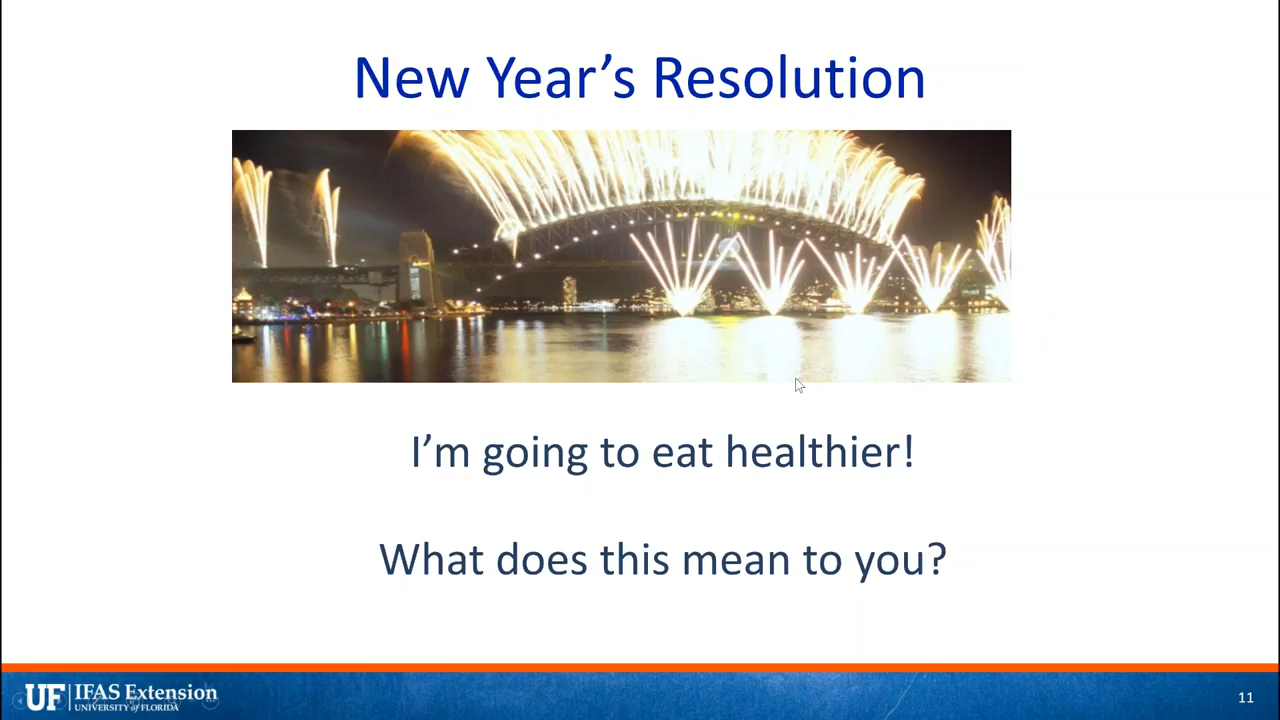 New Year’s Resolution
I’m going to eat healthier!
What does this mean to you?
UF IFAS Extension
UNIVERSITY of FLORIDA
11